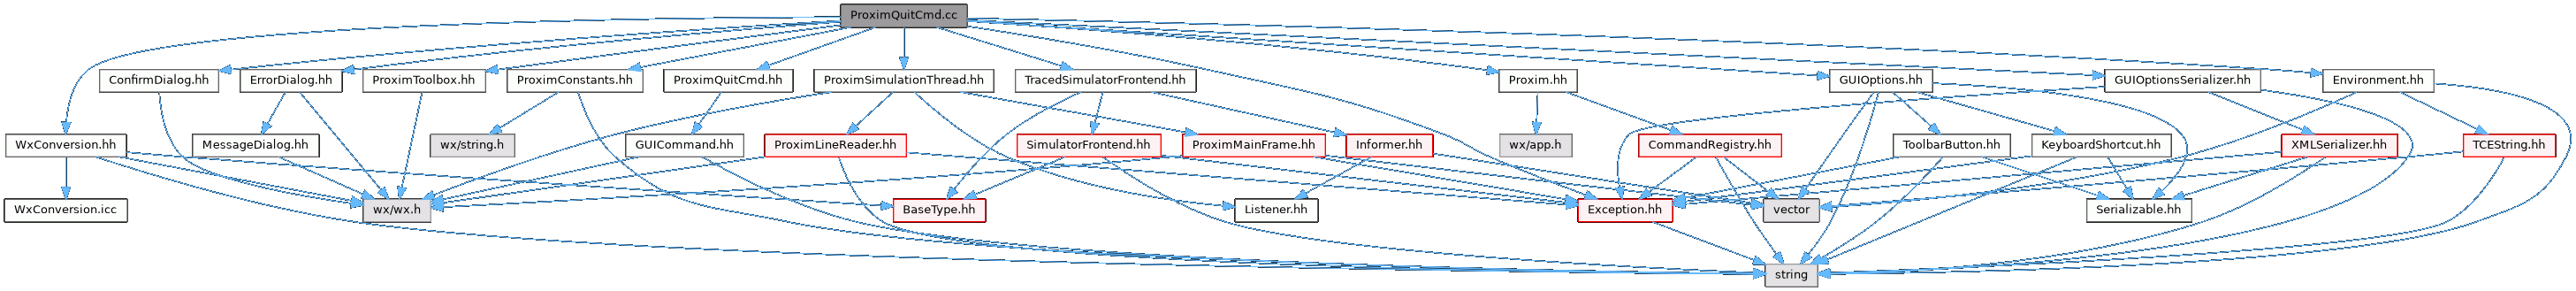 ProximQuitCmd.cc
ConfirmDialog.hh
ErrorDialog.hh
ProximToolbox.hh
ProximConstants.hh
ProximQuitCmd.hh
ProximSimulationThread.hh
TracedSimulatorFrontend.hh
Proxim.hh
GUIOptions.hh
GUIOptionsSerializer.hh
Environment.hh
WxConversion.hh
MessageDialog.hh
wx/string.h
GUICommand.hh
ProximLineReader.hh
SimulatorFrontend.hh
ProximMainFrame.hh
Informer.hh
wx/app.h
CommandRegistry.hh
ToolbarButton.hh
KeyboardShortcut.hh
XMLSerializer.hh
TCEString.hh
WxConversion.icc
wx/wx.h
BaseType.hh
Listener.hh
Exception.hh
vector
Serializable.hh
string